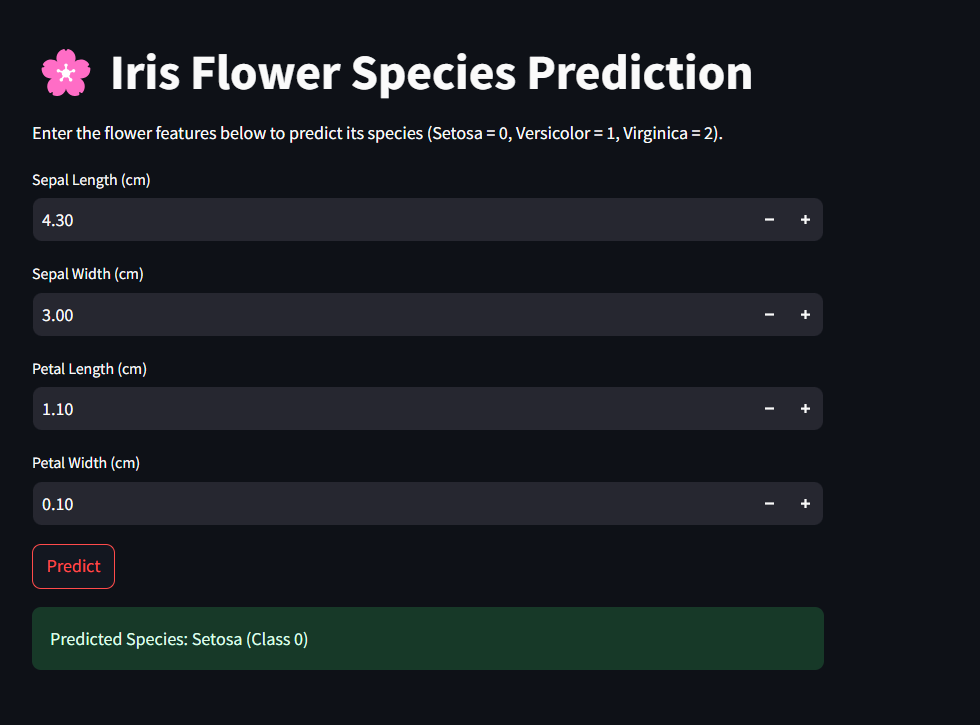 Iris Flower Species Prediction
Enter the flower features below to predict its species (Setosa = 0, Versicolor = 1, Virginica = 2).
Sepal Length (cm)
4.30
Sepal Width (cm)
3.00
Petal Length (cm)
1.10
Petal Width (cm)
0.10
Predict
Predicted Species: Setosa (Class 0)